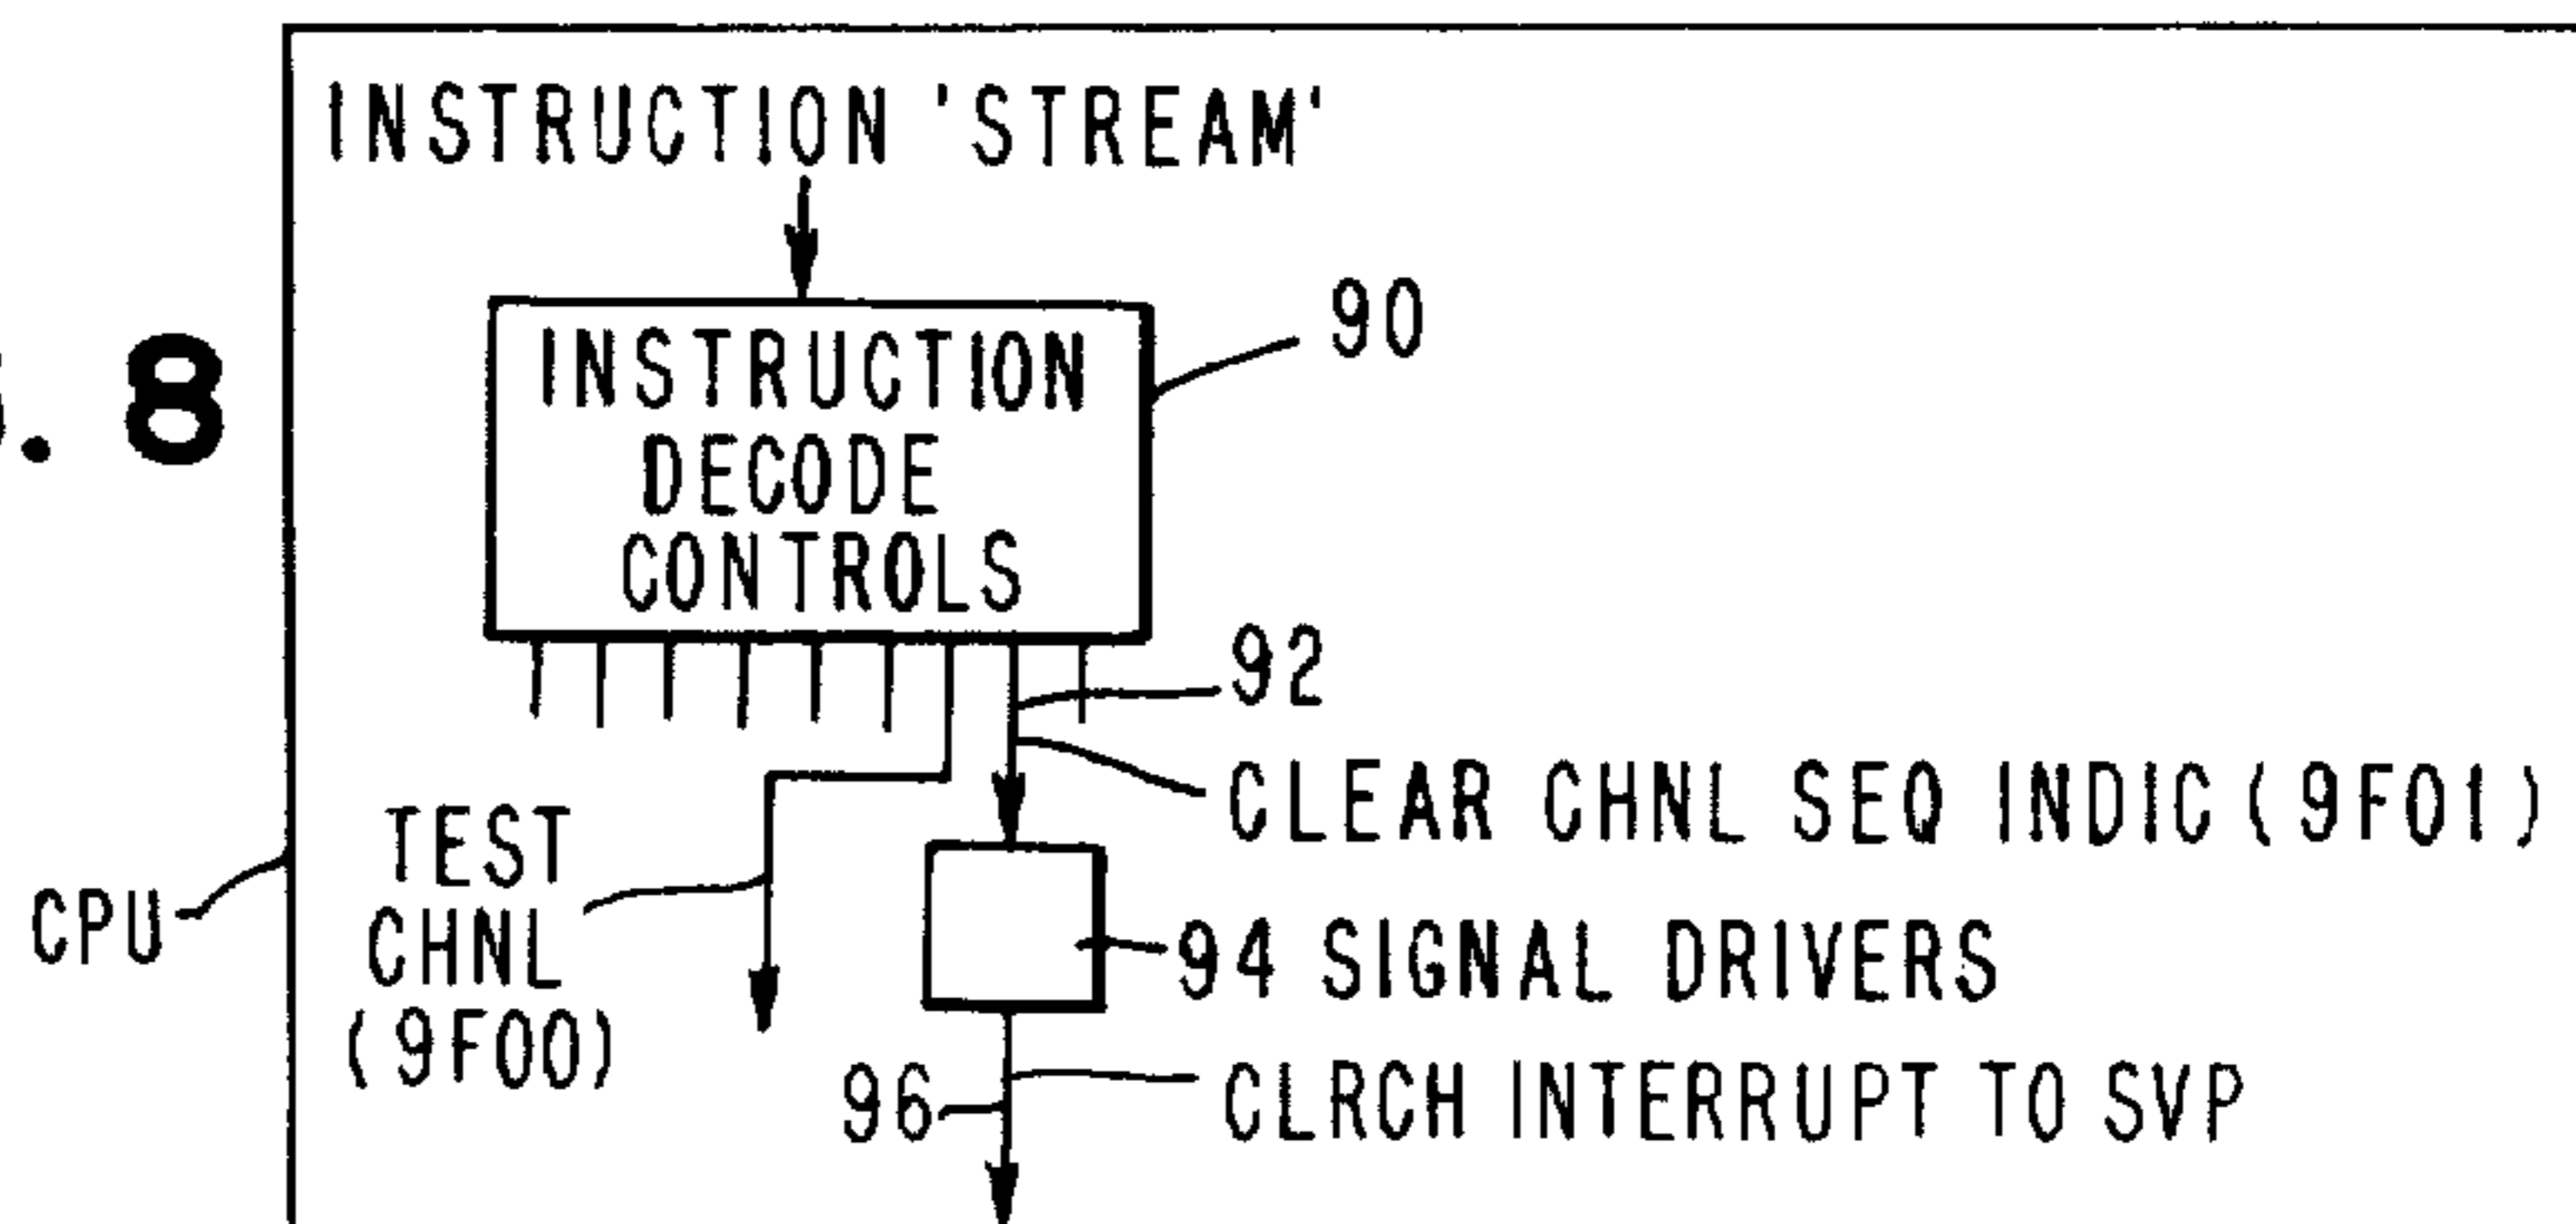 INSTRUCTION 'STREAM'
90
. 8
INSTRUCTION
DECODE
CONTROLS
92
CLEAR CHNL SEQ INDIC (9F01)
TEST
CHNL
(9F00)
CPU
94 SIGNAL DRIVERS
96
CLRCH INTERRUPT TO SVP